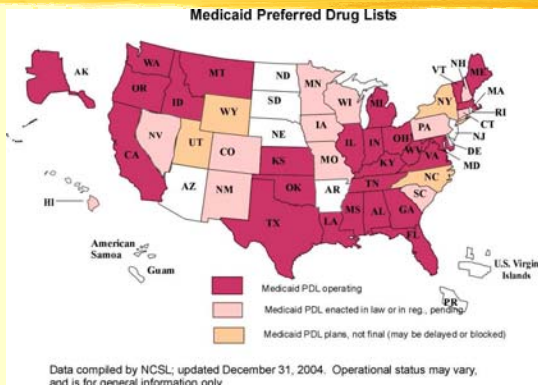 Medicaid Preferred Drug Lists
AK
WA
MT
ND
MN
VT
NH
ME
OR
ID
SD
WI
MI
NY
MA
WY
RI
NV
NE
IA
PA
CT
NJ
UT
CO
IL
IN
OH
WV
VA
DE
MD
CA
KS
MO
KY
NC
AZ
NM
OK
AR
TN
SC
HI
TX
LA
MS
AL
GA
FL
American
Samoa
Guam
U.S. Virgin
Islands
PR
Medicaid PDL operating
Medicaid PDL enacted in law or in reg., pending
Medicaid PDL plans, not final (may be delayed or blocked)
Data compiled by NCSL; updated December 31, 2004. Operational status may vary,
and is for general information only